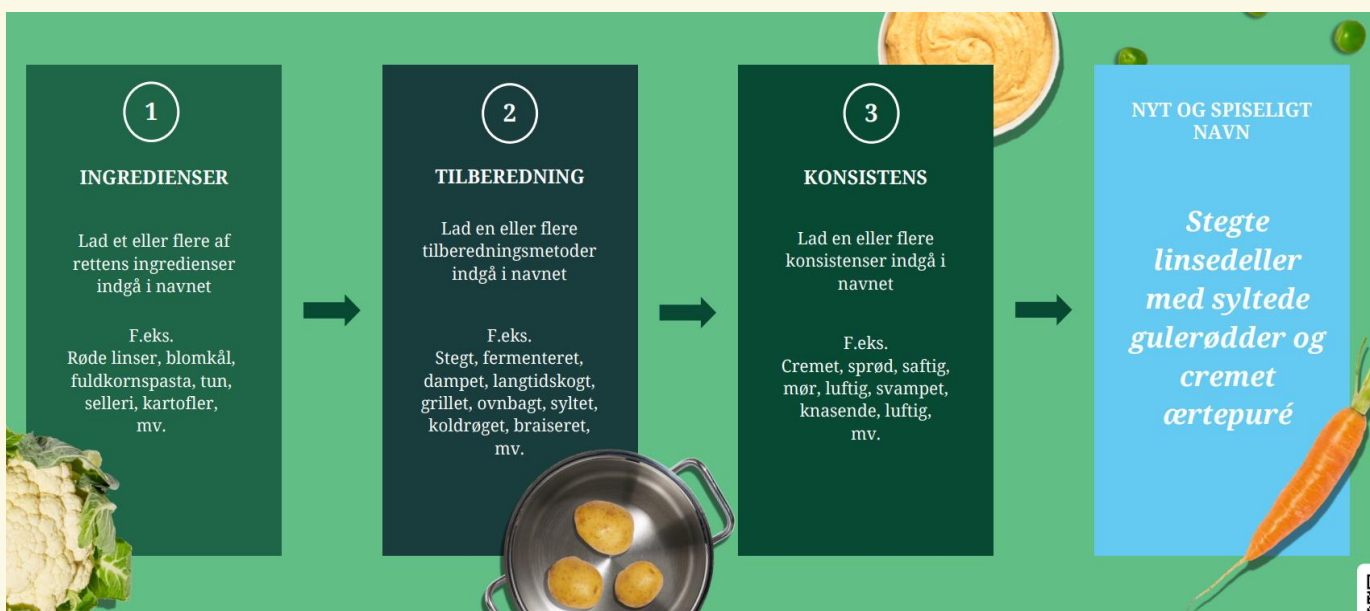 1
INGREDIENSER
Lad et eller flere af
rettens ingredienser
indgå i navnet
F.eks.
Røde linser, blomkål,
fuldkornspasta, tun,
selleri, kartofler,
mv.
2
TILBEREDNING
Lad en eller flere
tilberedningsmetoder
indgå i navnet
F.eks.
Stegt, fermenteret,
dampet, langtidskogt,
grillet, ovnbagt, syltet,
koldrøget, braiseret,
mv.
3
KONSISTENS
Lad en eller flere
konsistenser indgå i
navnet
F.eks.
Cremet, sprød, saftig,
mør, luftig, svampet,
knasende, luftig,
mv.
NYT OG SPISELIGT
NAVN
Stegte
linsedeller
med syltede
gulerødder og
cremet
ærtepuré